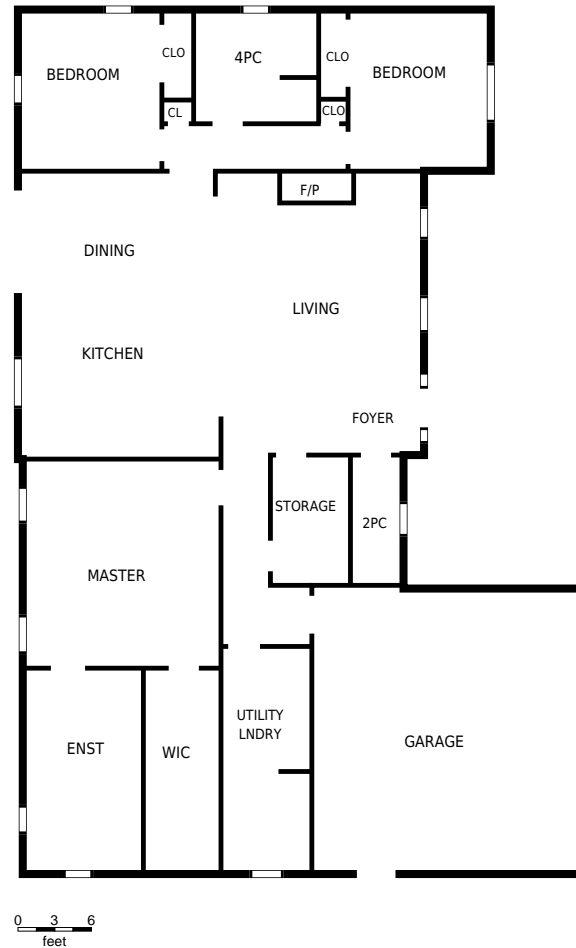 CLO
4PC
CLO
BEDROOM
BEDROOM
CL
CLO
F/P
DINING
LIVING
KITCHEN
FOYER
STORAGE
2PC
MASTER
UTILITY
LNDRY
ENST
WIC
GARAGE
0 3 6
feet